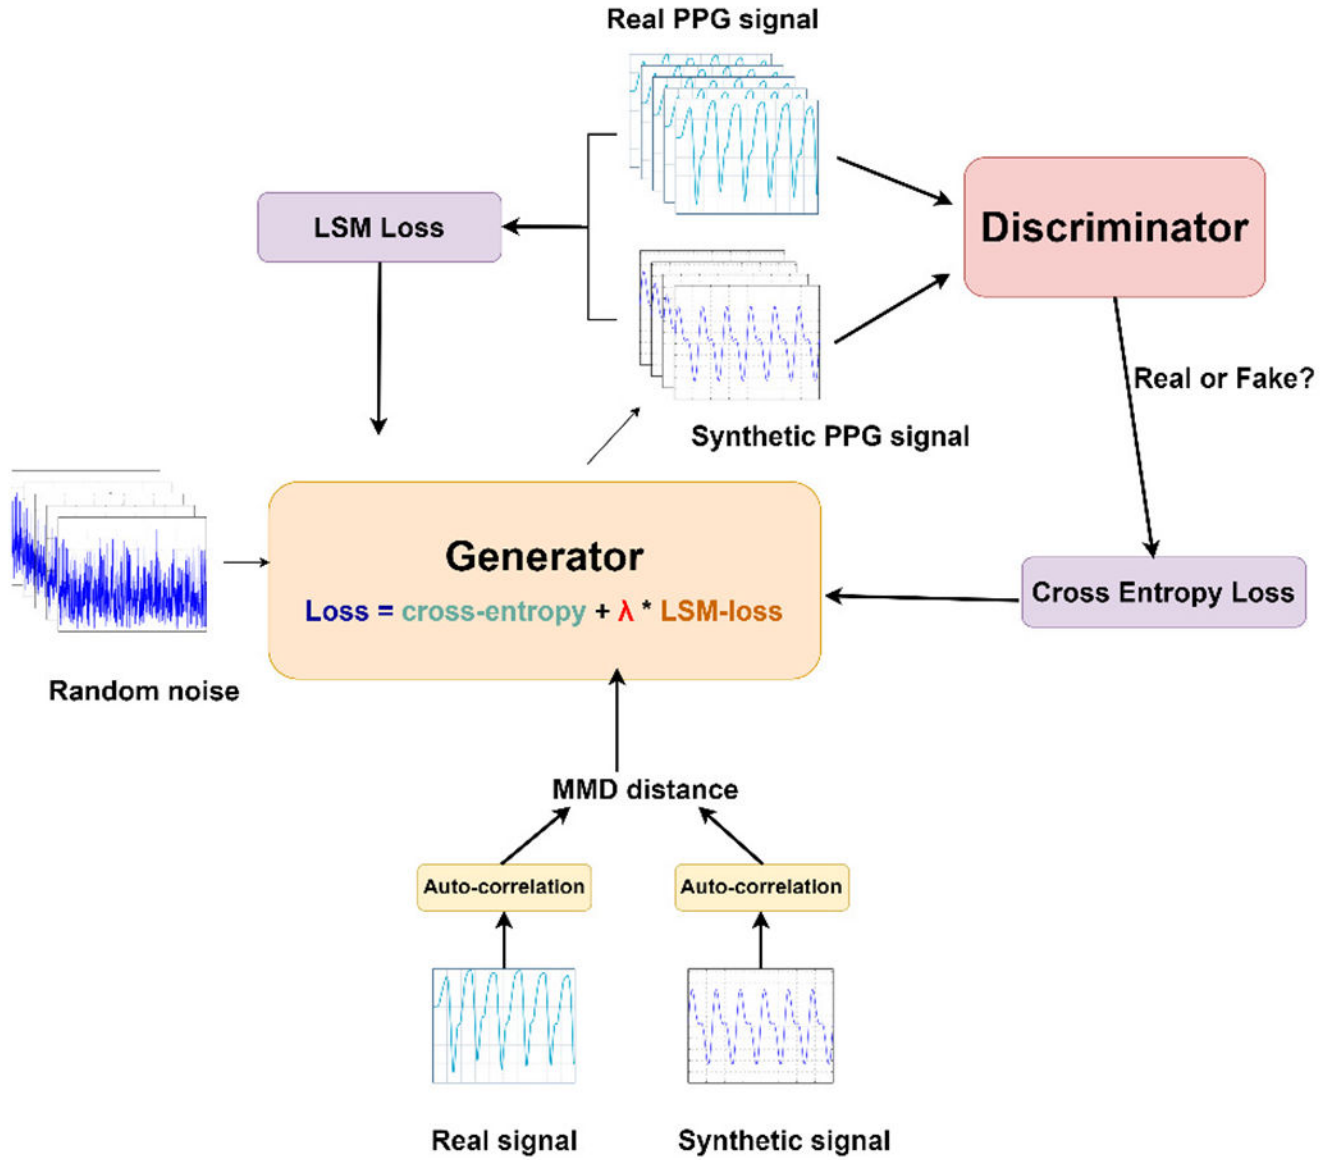 Real PPG signal
LSM Loss
Discriminator
Real or Fake?
Synthetic PPG signal
Generator
Loss = cross-entropy + λ * LSM-loss
Cross Entropy Loss
Random noise
MMD distance
Auto-correlation
Auto-correlation
Real signal
Synthetic signal